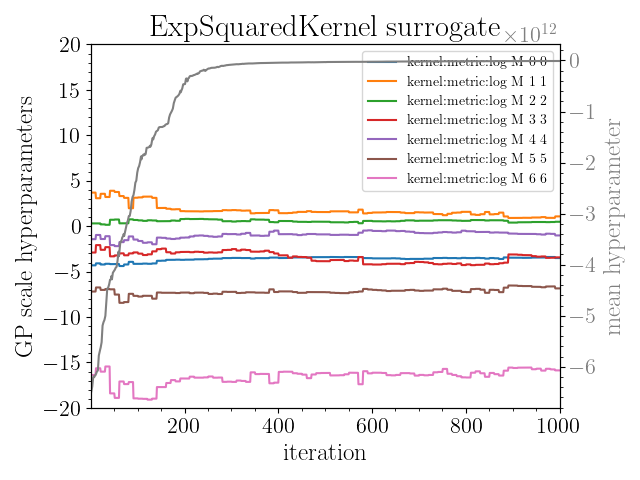 ExpSquaredKernel surrogate
×10^12
20
15
10
5
0
−5
−10
−15
−20
GP scale hyperparameters
kernel:metric:log M 0 0
kernel:metric:log M 1 1
kernel:metric:log M 2 2
kernel:metric:log M 3 3
kernel:metric:log M 4 4
kernel:metric:log M 5 5
kernel:metric:log M 6 6
0
−1
−2
−3
−4
−5
−6
mean hyperparameter
200
400
600
800
1000
iteration